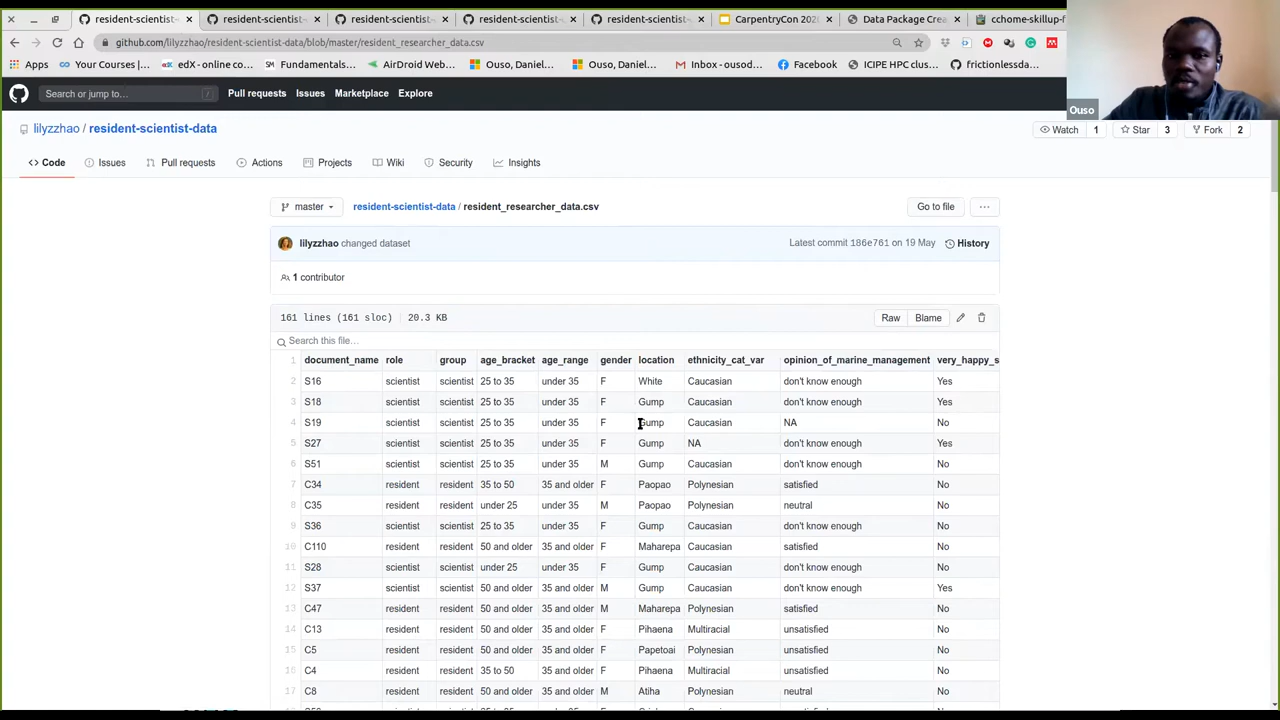 resident-scientist-
resident-scientist-
resident-scientist-
resident-scientist-
resident-scientist-
CarpentryCon 202
Data Package Crea
cchome-skillup-f
github.com/lilyzzhao/resident-scientist-data/blob/master/resident_researcher_data.csv
Apps
Your Courses |...
edX - online co...
Fundamentals...
AirDroid Web...
Ouso, Daniel...
Ouso, Daniel...
Inbox - ousod...
Facebook
ICIPE HPC clus...
frictionlessda...
Ouso
Search or jump to...
/
Pull requests
Issues
Marketplace
Explore
lilyzzhao / resident-scientist-data
Watch 1
Star 3
Fork 2
Code
Issues
Pull requests
Actions
Projects
Wiki
Security
Insights
master
resident-scientist-data / resident_researcher_data.csv
Go to file
...
lilyzzhao changed dataset
Latest commit 186e761 on 19 May
History
1 contributor
161 lines (161 sloc) | 20.3 KB
Raw
Blame
Search this file...
1 document_name role group age_bracket age_range gender location ethnicity_cat_var opinion_of_marine_management very_happy_s
2 S16 scientist scientist 25 to 35 under 35 F White Caucasian don't know enough Yes
3 S18 scientist scientist 25 to 35 under 35 F Gump Caucasian don't know enough Yes
4 S19 scientist scientist 25 to 35 under 35 F Gump Caucasian NA No
5 S27 scientist scientist 25 to 35 under 35 F Gump NA don't know enough Yes
6 S51 scientist scientist 25 to 35 under 35 M Gump Caucasian don't know enough No
7 C34 resident resident 35 to 50 35 and older F Paopao Polynesian satisfied No
8 C35 resident resident under 25 under 35 M Paopao Polynesian neutral No
9 S36 scientist scientist 25 to 35 under 35 F Gump Caucasian don't know enough No
10 C110 resident resident 50 and older 35 and older F Maharepa Caucasian satisfied No
11 S28 scientist scientist under 25 under 35 F Gump Caucasian don't know enough No
12 S37 scientist scientist 50 and older 35 and older M Gump Caucasian don't know enough Yes
13 C47 resident resident 50 and older 35 and older M Maharepa Polynesian satisfied No
14 C13 resident resident 50 and older 35 and older F Pihaena Multiracial unsatisfied No
15 C5 resident resident 50 and older 35 and older F Papetoai Polynesian unsatisfied No
16 C4 resident resident 35 to 50 35 and older F Pihaena Multiracial unsatisfied No
17 C8 resident resident 50 and older 35 and older M Atiha Polynesian neutral No